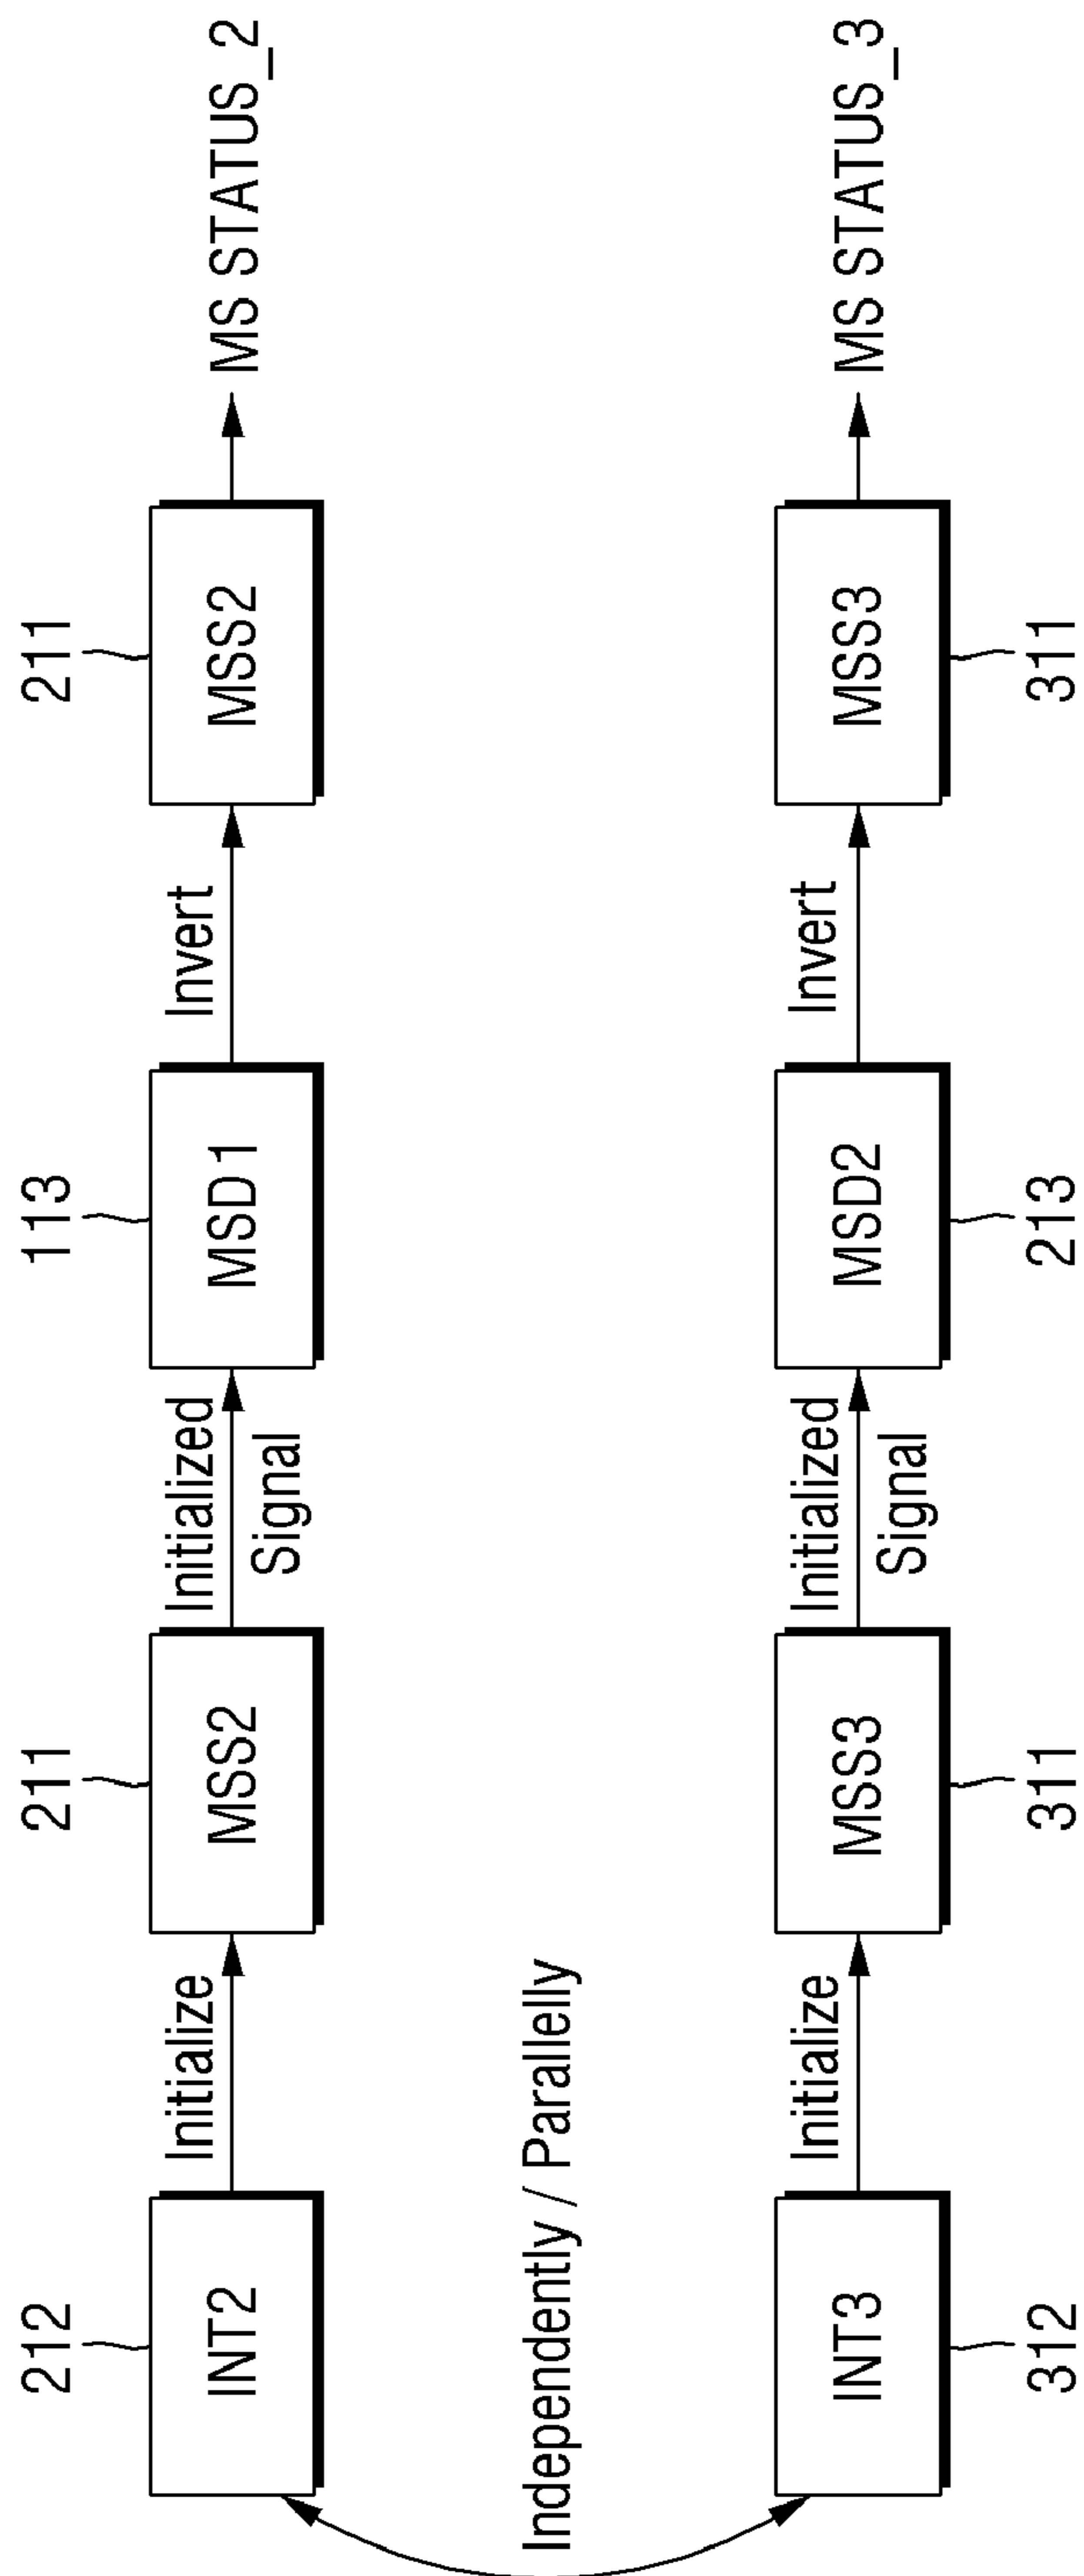 212
211
113
211
INT2
Initialize
MSS2
Initialized
Signal
MSD1
Invert
MSS2
MS STATUS_2
Independently / Parallelly
INT3
Initialize
MSS3
Initialized
Signal
MSD2
Invert
MSS3
MS STATUS_3
312
311
213
311